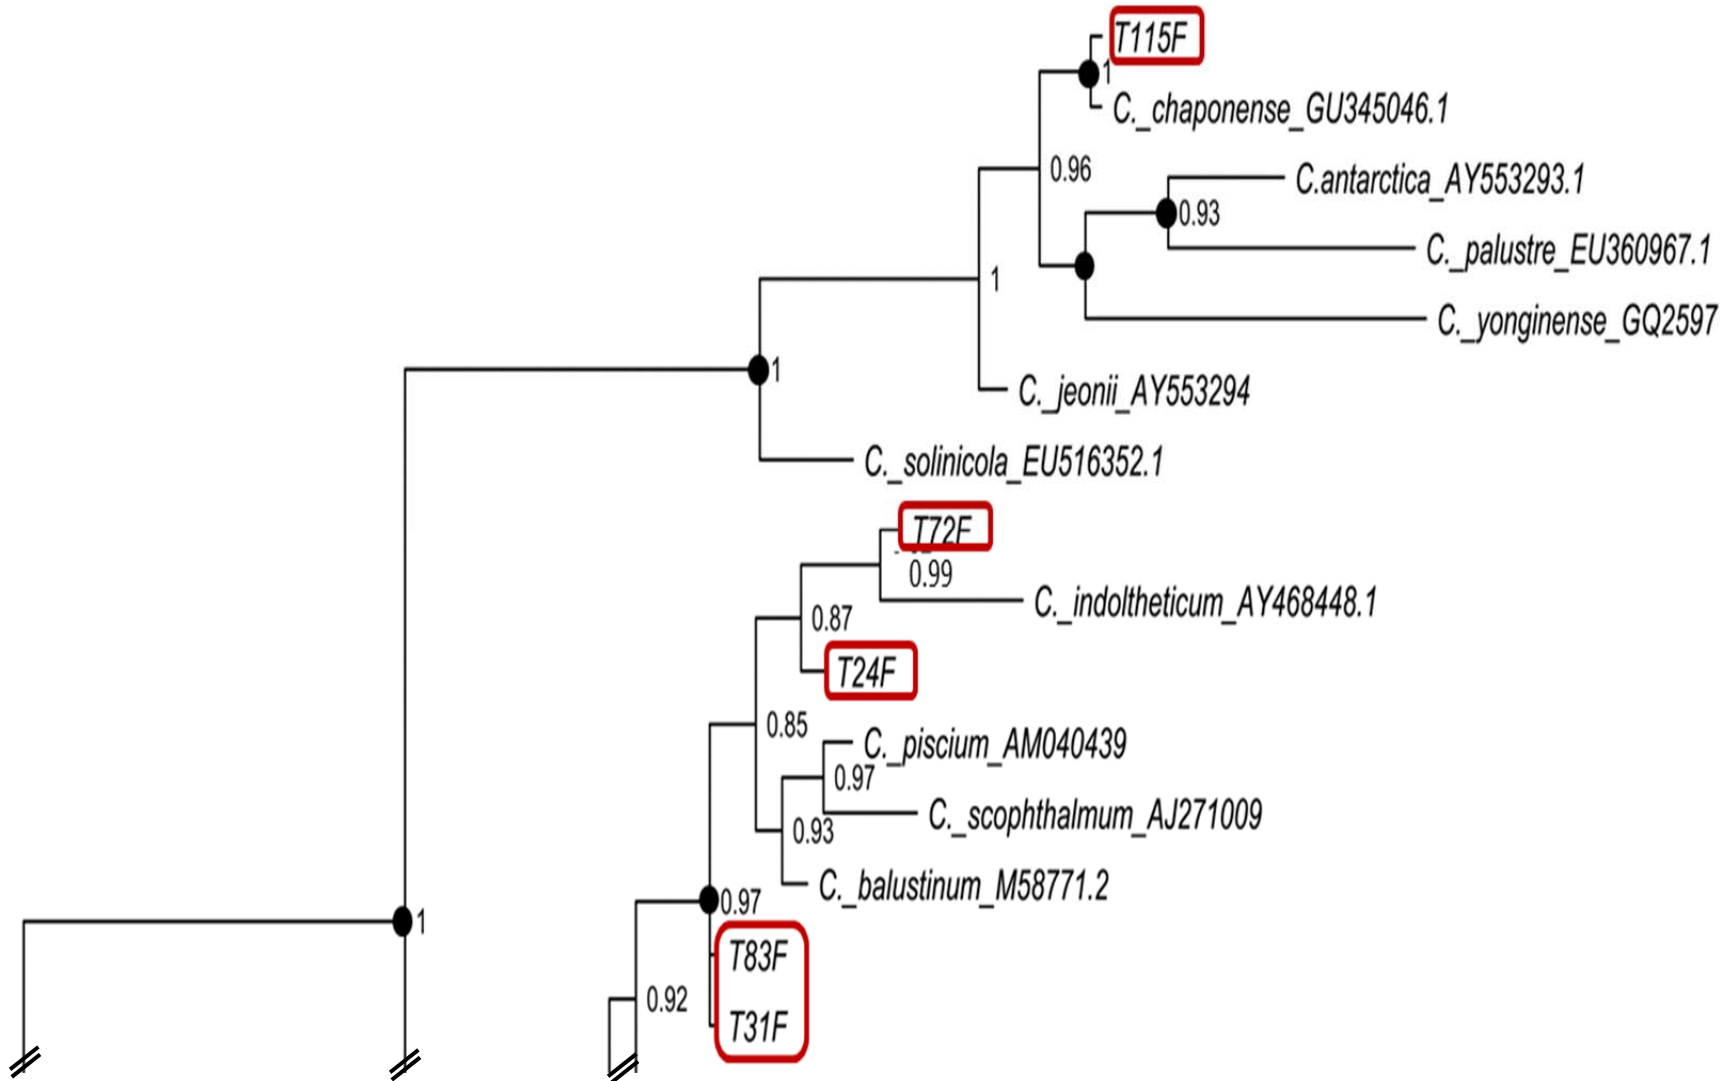 T115F
1
C._chaponense_GU345046.1
0.96
C.antarctica_AY553293.1
0.93
C._palustre_EU360967.1
1
C._yonginense_GQ2597
1
C._jeonii_AY553294
C._solinicola_EU516352.1
T72F
0.99
C._indoltheticum_AY468448.1
0.87
T24F
0.85
C._piscium_AM040439
0.97
C._scophthalmum_AJ271009
0.93
C._balustinum_M58771.2
0.97
1
T83F
0.92
T31F